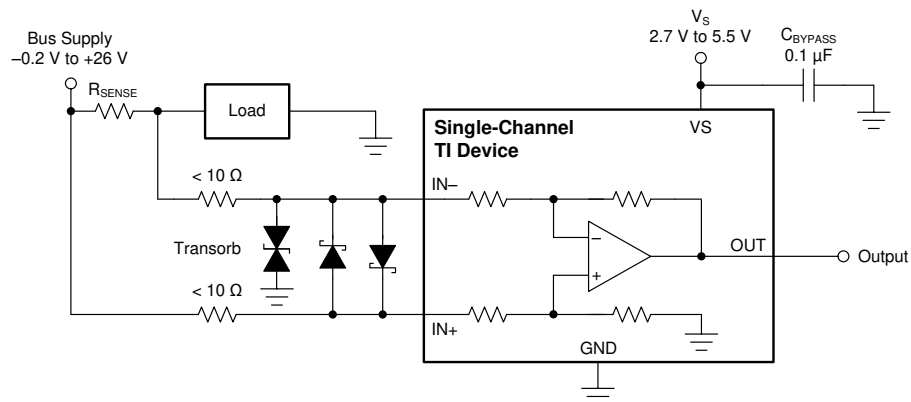 Bus Supply
–0.2 V to +26 V
RSENSE
Load
VS
2.7 V to 5.5 V
CBYPASS
0.1 µF
Single-Channel
TI Device
VS
< 10 Ω
IN–
Transorb
–
+
OUT
Output
< 10 Ω
IN+
GND